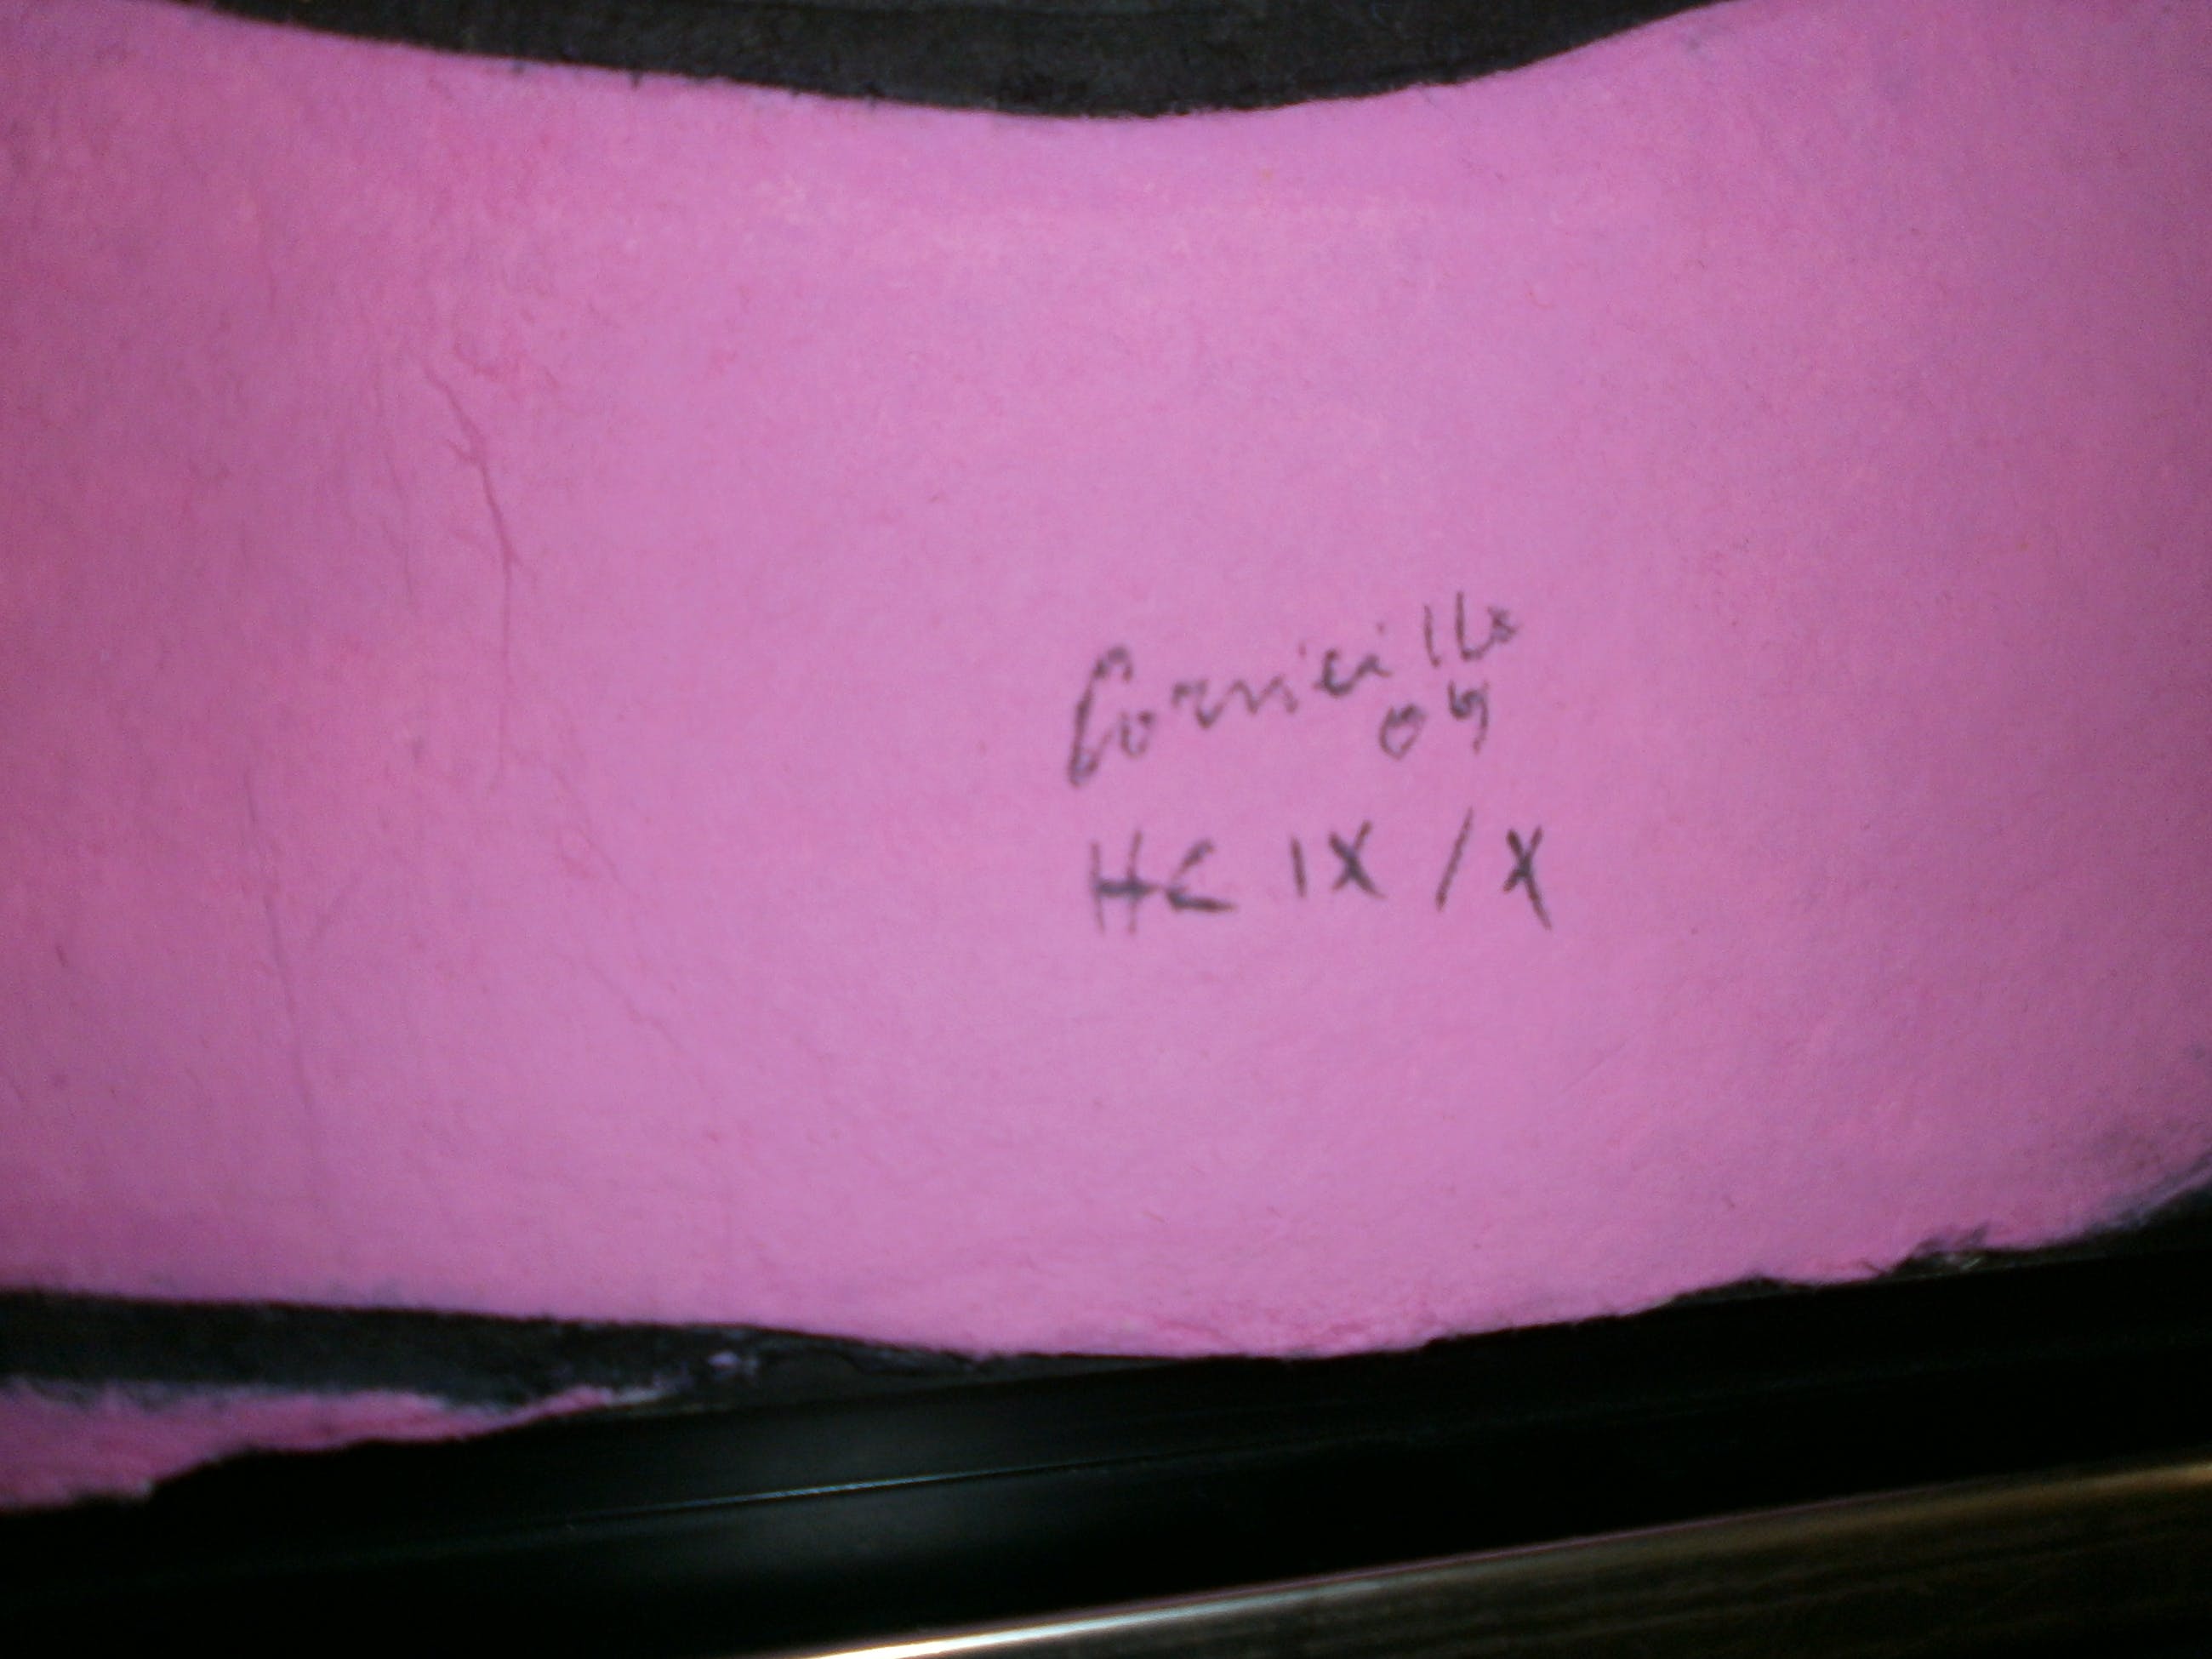 Corneille
09
HC IX / X